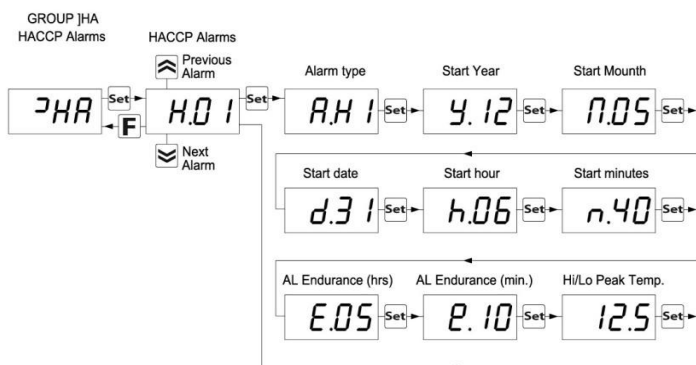 GROUP ]HA
HACCP Alarms
HACCP Alarms
Previous
Alarm
ЭHA
Set
F
H.01
Next
Alarm
Set
Alarm type
Start Year
Start Mounth
A.H1
Set
y.12
Set
П.05
Set
Start date
Start hour
Start minutes
d.31
Set
h.06
Set
n.40
Set
AL Endurance (hrs)
AL Endurance (min.)
Hi/Lo Peak Temp.
E.05
Set
e.10
Set
12.5
Set